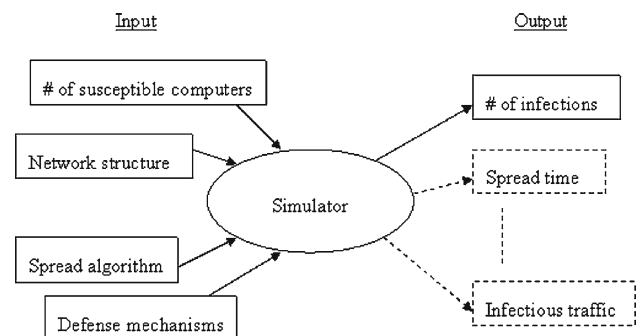 Input
Output
# of susceptible computers
# of infections
Network structure
Spread time
Simulator
Spread algorithm
Infectious traffic
Defense mechanisms